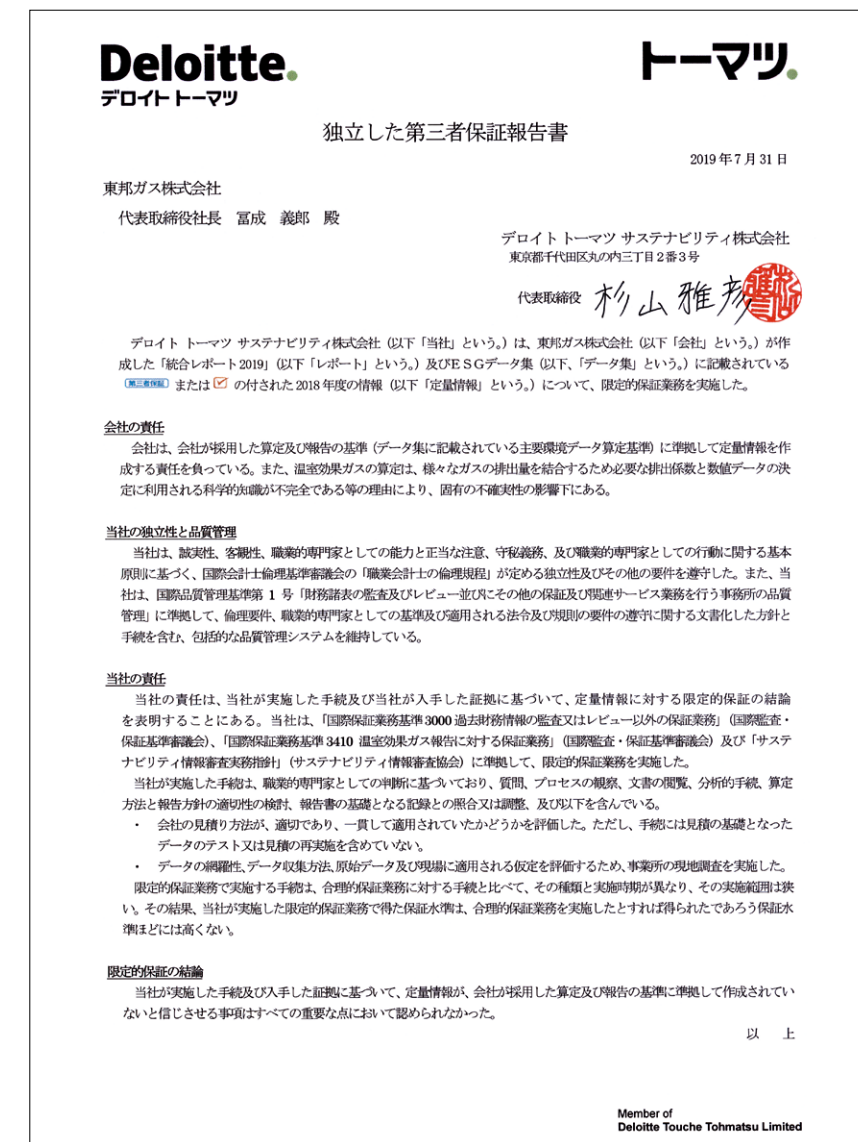 Deloitte.
デロイト トーマツ
トーマツ.
独立した第三者保証報告書
2019年7月31日
東邦ガス株式会社
代表取締役社長 冨成 義郎 殿
デロイト トーマツ サステナビリティ株式会社
東京都千代田区丸の内三丁目2番3号
代表取締役 杉山雅彦
デロイト トーマツ サステナビリティ株式会社（以下「当社」という。）は、東邦ガス株式会社（以下「会社」という。）が作
成した「統合レポート2019」（以下「レポート」という。）及びＥＳＧデータ集（以下、「データ集」という。）に記載されている
第三者保証 または の付された2018年度の情報（以下「定量情報」という。）について、限定的保証業務を実施した。
会社の責任
会社は、会社が採用した算定及び報告の基準（データ集に記載されている主要環境データ算定基準）に準拠して定量情報を作
成する責任を負っている。また、温室効果ガスの算定は、様々なガスの排出量を結合するため必要な排出係数と数値データの決
定に利用される科学的知識が不完全である等の理由により、固有の不確実性の影響下にある。
当社の独立性と品質管理
当社は、誠実性、客観性、職業的専門家としての能力と正当な注意、守秘義務、及び職業的専門家としての行動に関する基本
原則に基づく、国際会計士倫理基準審議会の「職業会計士の倫理規程」が定める独立性及びその他の要件を遵守した。また、当
社は、国際品質管理基準第 1 号「財務諸表の監査及びレビュー並びにその他の保証及び関連サービス業務を行う事務所の品質
管理」に準拠して、倫理要件、職業的専門家としての基準及び適用される法令及び規則の要件の遵守に関する文書化した方針と
手続を含む、包括的な品質管理システムを維持している。
当社の責任
当社の責任は、当社が実施した手続及び当社が入手した証拠に基づいて、定量情報に対する限定的保証の結論
を表明することにある。当社は、「国際保証業務基準3000 過去財務情報の監査又はレビュー以外の保証業務」（国際監査・
保証基準審議会）、「国際保証業務基準3410 温室効果ガス報告に対する保証業務」（国際監査・保証基準審議会）及び「サステ
ナビリティ情報審査実務指針」（サステナビリティ情報審査協会）に準拠して、限定的保証業務を実施した。
当社が実施した手続は、職業的専門家としての判断に基づいており、質問、プロセスの観察、文書の閲覧、分析的手続、算定
方法と報告方針の適切性の検討、報告書の基礎となる記録との照合又は調整、及び以下を含んでいる。
・ 会社の見積り方法が、適切であり、一貫して適用されていたかどうかを評価した。ただし、手続には見積の基礎となった
データのテスト又は見積の再実施を含めていない。
・ データの網羅性、データ収集方法、原始データ及び現場に適用される仮定を評価するため、事業所の現地調査を実施した。
限定的保証業務で実施する手続は、合理的保証業務に対する手続と比べて、その種類と実施時期が異なり、その実施範囲は狭
い。その結果、当社が実施した限定的保証業務で得た保証水準は、合理的保証業務を実施したとすれば得られたであろう保証水
準ほどには高くない。
限定的保証の結論
当社が実施した手続及び入手した証拠に基づいて、定量情報が、会社が採用した算定及び報告の基準に準拠して作成されてい
ないと信じさせる事項はすべての重要な点において認められなかった。
以 上
Member of
Deloitte Touche Tohmatsu Limited